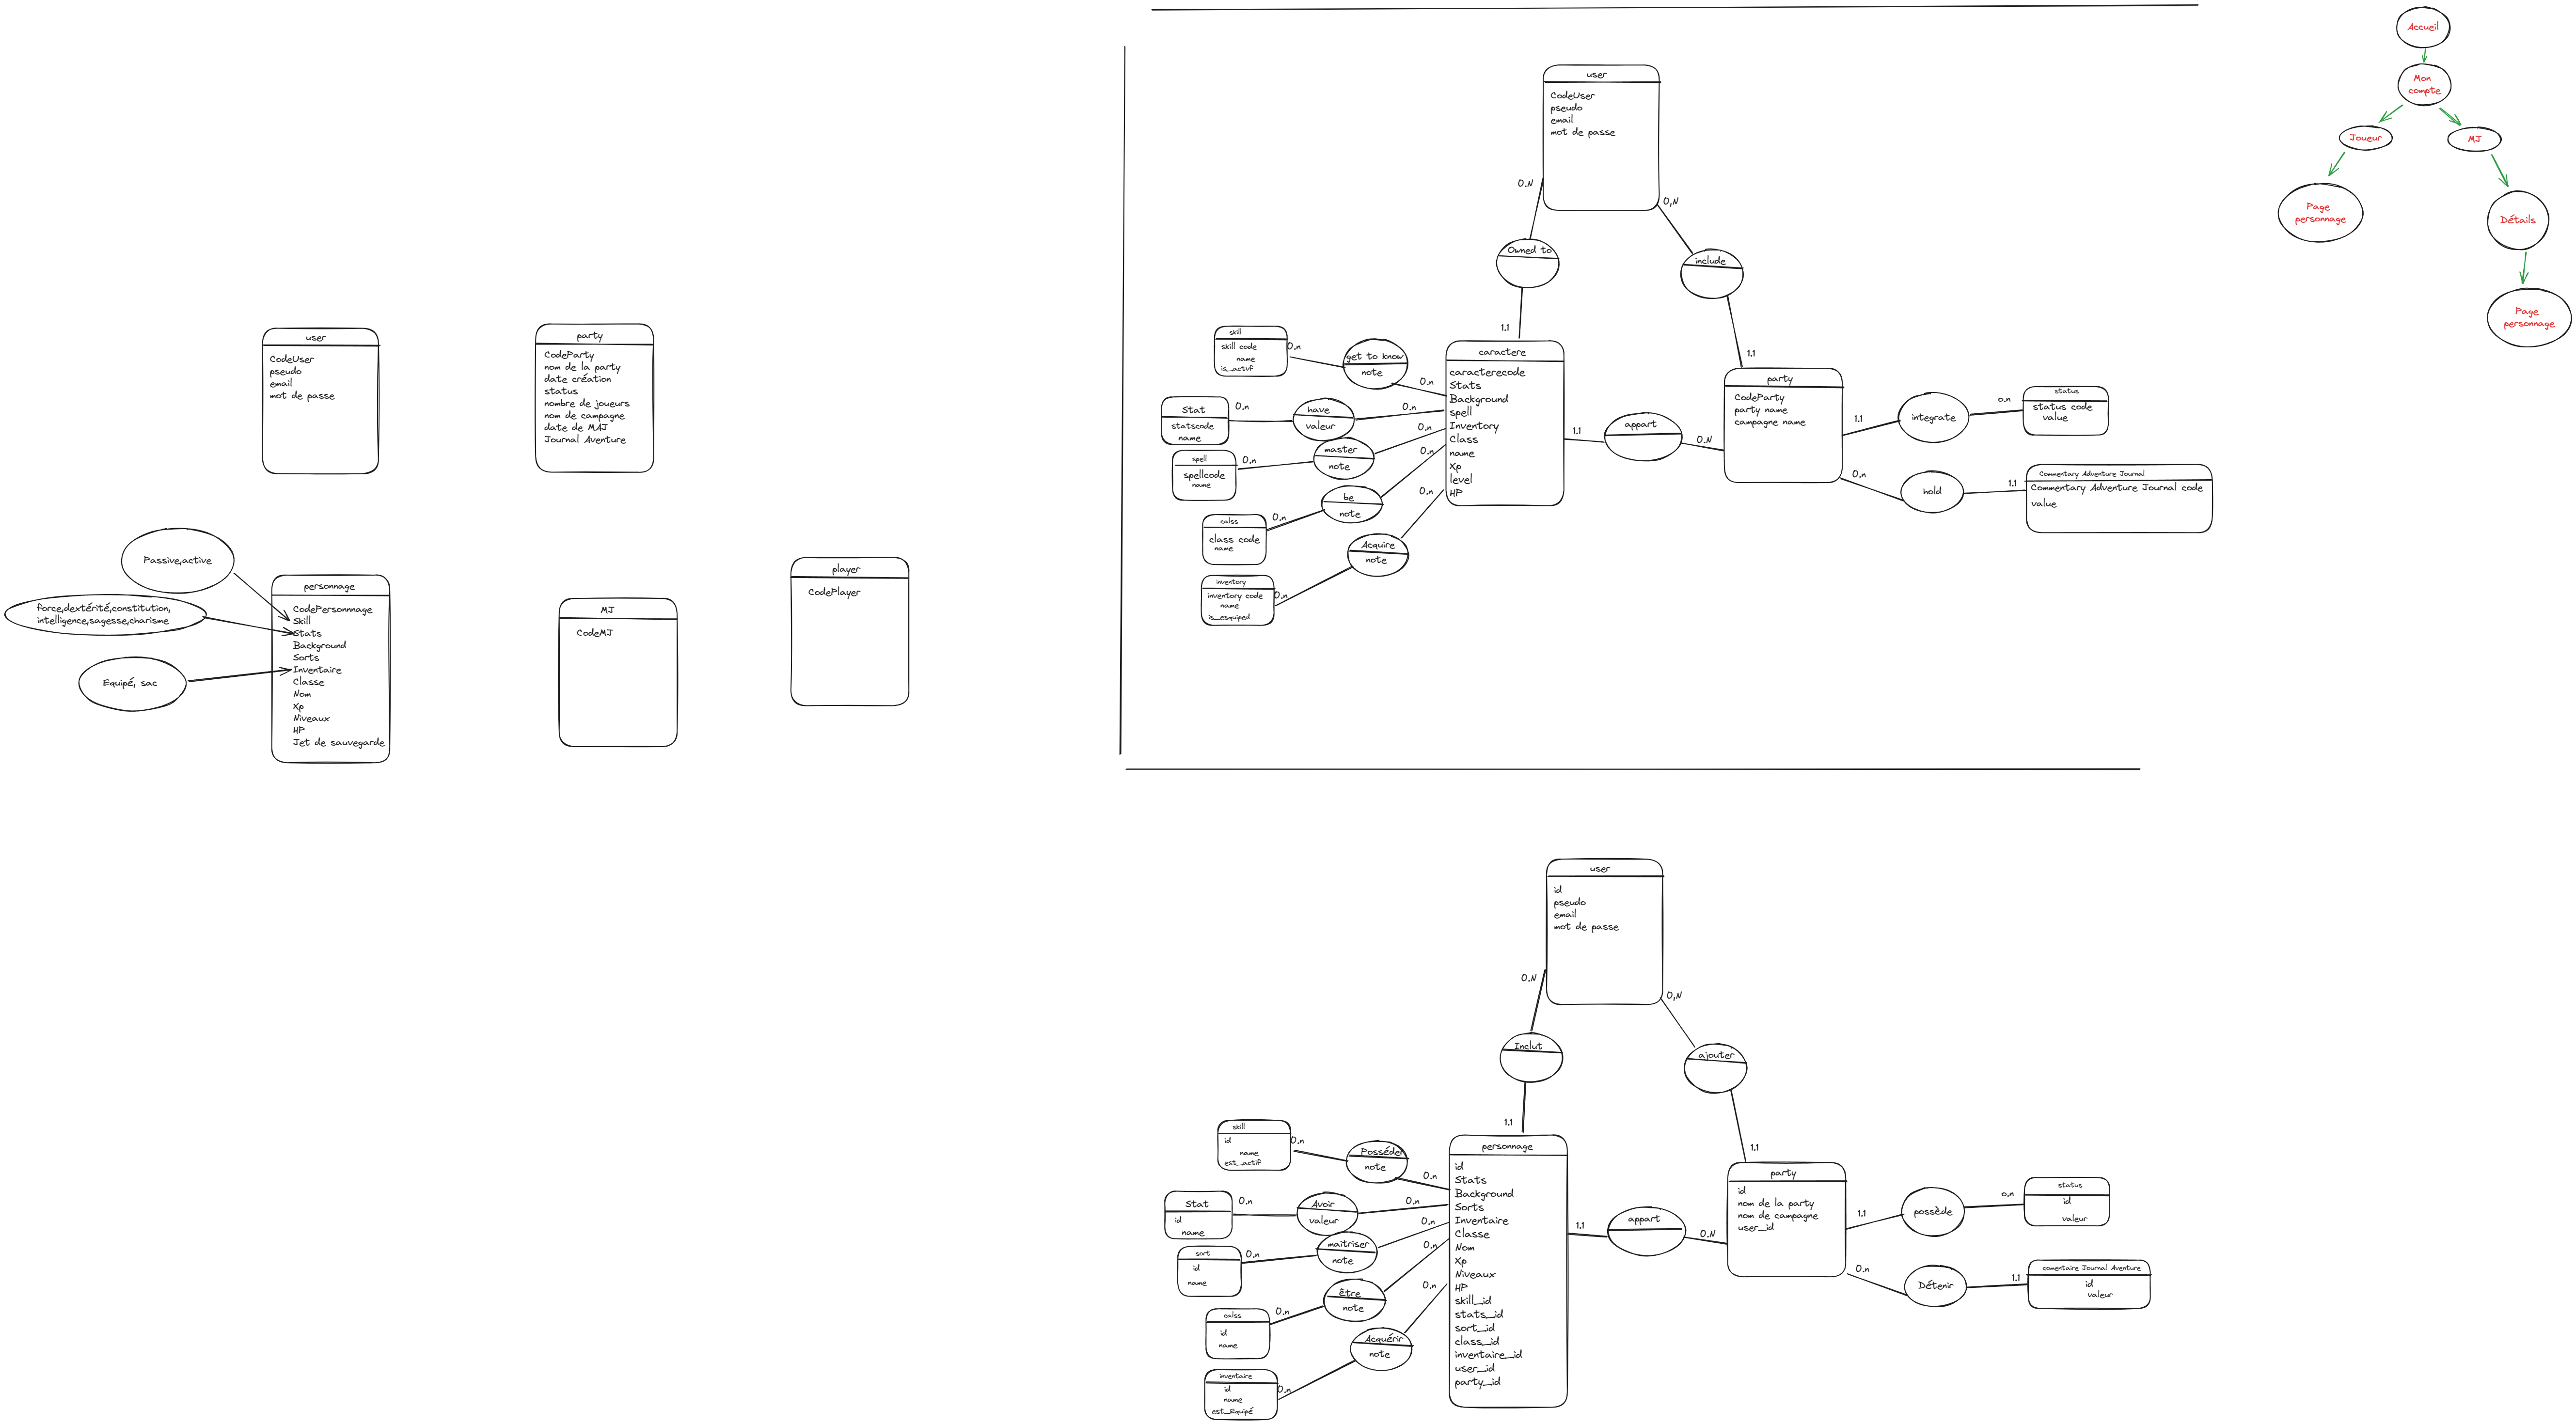 user
CodeUser
pseudo
email
mot de passe
party
CodeParty
nom de la party
date création
status
nombre de joueurs
nom de campagne
date de MAJ
Journal Aventure
Passive,active
force,dextérité,constitution,
intelligence,sagesse,charisme
Equipé, sac
personnage
CodePersonnnage
Skill
Stats
Background
Sorts
Inventaire
Classe
Nom
Xp
Niveaux
HP
Jet de sauvegarde
MJ
CodeMJ
player
CodePlayer
user
CodeUser
pseudo
email
mot de passe
0.N
0,N
Owned to
include
1.1
1.1
skill
skill code
name
is_actvf
0.n
get to know
note
0.n
Stat
statscode
name
0.n
have
valeur
0.n
spell
spellcode
name
0.n
master
note
0.n
calss
class code
name
0.n
be
note
0.n
inventory
inventory code
name
is_esquiped
0.n
Acquire
note
0.n
caractere
caracterecode
Stats
Background
spell
Inventory
Class
name
Xp
level
HP
1.1
appart
0.N
party
CodeParty
party name
campagne name
1.1
integrate
0.n
status
status code
value
0.n
hold
1.1
Commentary Adventure Journal
Commentary Adventure Journal code
value
Accueil
Mon
compte
Joueur
MJ
Page
personnage
Détails
Page
personnage
user
id
pseudo
email
mot de passe
0.N
0,N
Inclut
ajouter
1.1
1.1
skill
id
name
est_actif
0.n
Posséder
note
0.n
Stat
id
name
0.n
Avoir
valeur
0.n
sort
id
name
0.n
maitriser
note
0.n
calss
id
name
0.n
être
note
0.n
inventaire
id
name
est_Equipé
0.n
Acquérir
note
0.n
personnage
id
Stats
Background
Sorts
Inventaire
Classe
Nom
Xp
Niveaux
HP
skill_id
stats_id
sort_id
class_id
inventaire_id
user_id
party_id
1.1
appart
0.N
party
id
nom de la party
nom de campagne
user_id
1.1
possède
0.n
status
id
valeur
0.n
Détenir
1.1
comentaire Journal Aventure
id
valeur